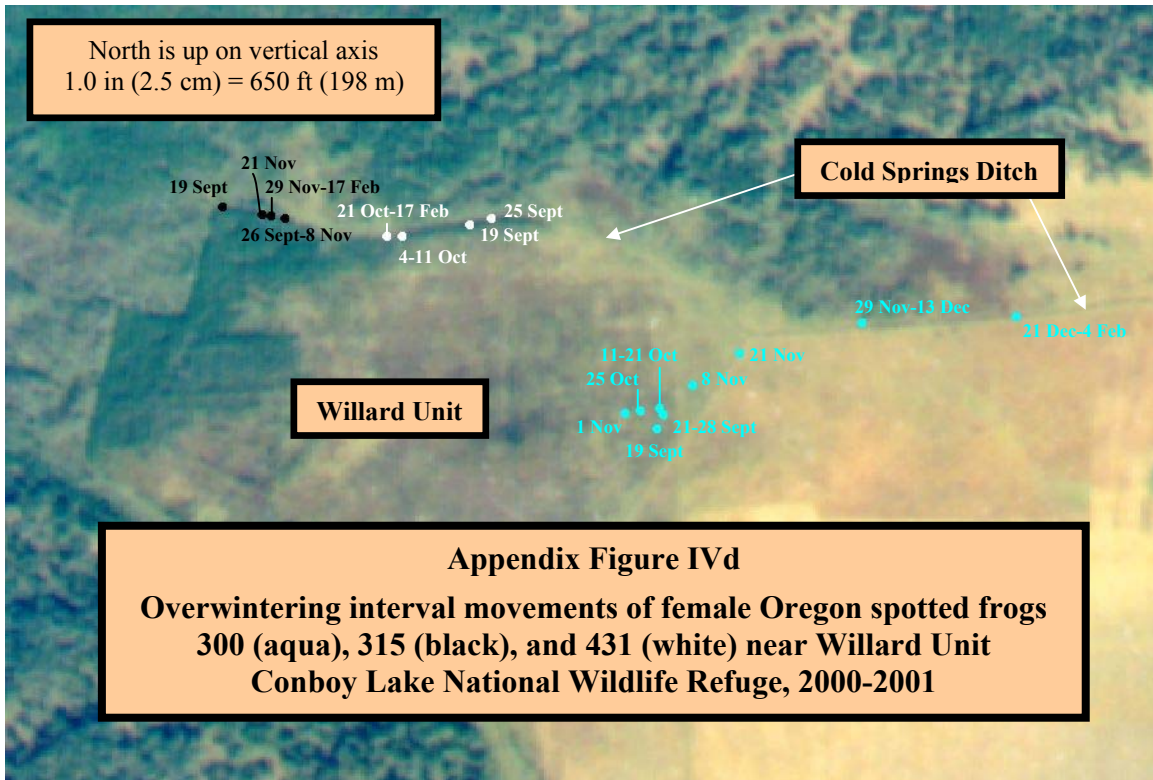 North is up on vertical axis
1.0 in (2.5 cm) = 650 ft (198 m)
21 Nov
19 Sept
29 Nov-17 Feb
26 Sept-8 Nov
21 Oct-17 Feb
25 Sept
19 Sept
4-11 Oct
Cold Springs Ditch
29 Nov-13 Dec
21 Dec-4 Feb
11-21 Oct
21 Nov
25 Oct
8 Nov
Willard Unit
1 Nov
21-28 Sept
19 Sept
Appendix Figure IVd
Overwintering interval movements of female Oregon spotted frogs
300 (aqua), 315 (black), and 431 (white) near Willard Unit
Conboy Lake National Wildlife Refuge, 2000-2001